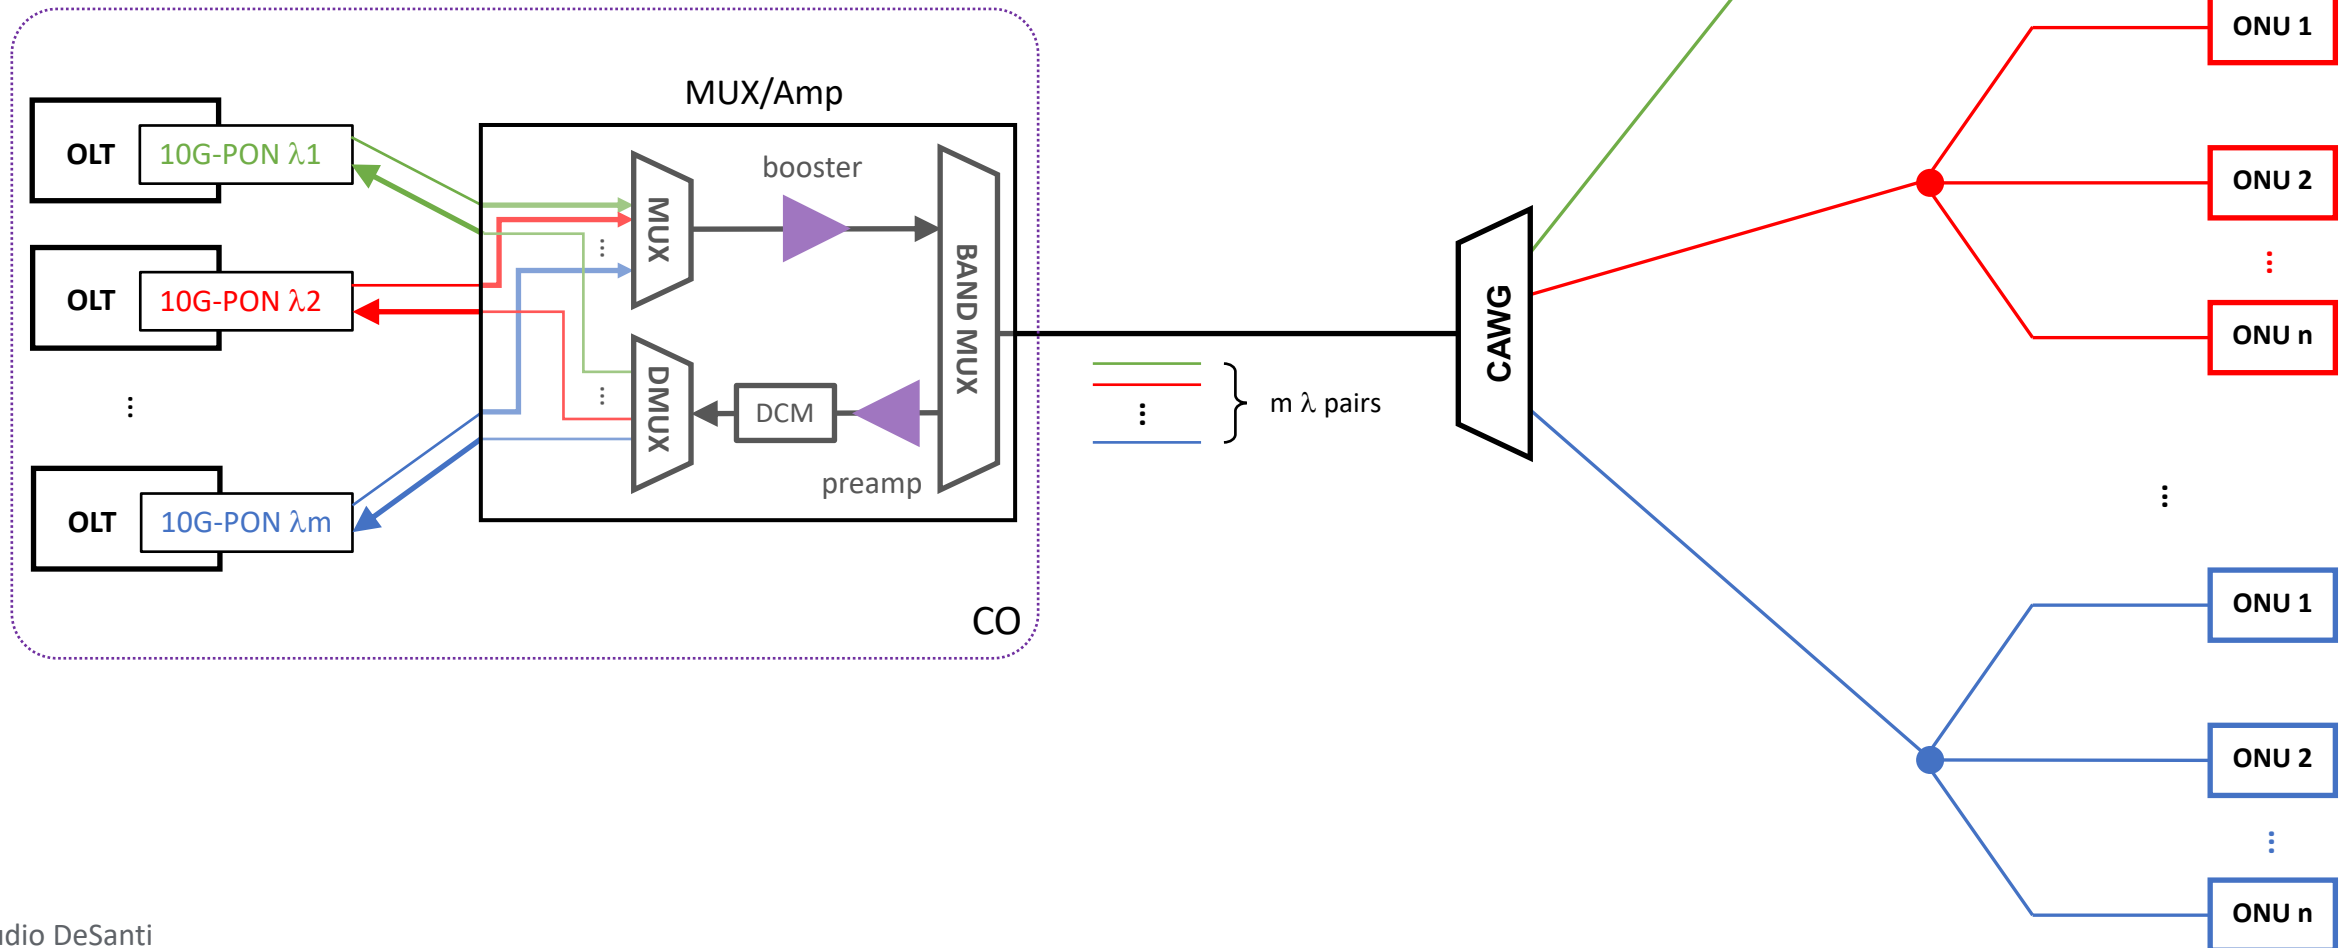 MUX/Amp
OLT
10G-PON λ1
OLT
10G-PON λ2
⋮
OLT
10G-PON λm
MUX
⋮
booster
BAND MUX
DMUX
⋮
DCM
preamp
CO
⋮
m λ pairs
CAWG
ONU 1
ONU 2
⋮
ONU n
⋮
ONU 1
ONU 2
⋮
ONU n
DeSanti